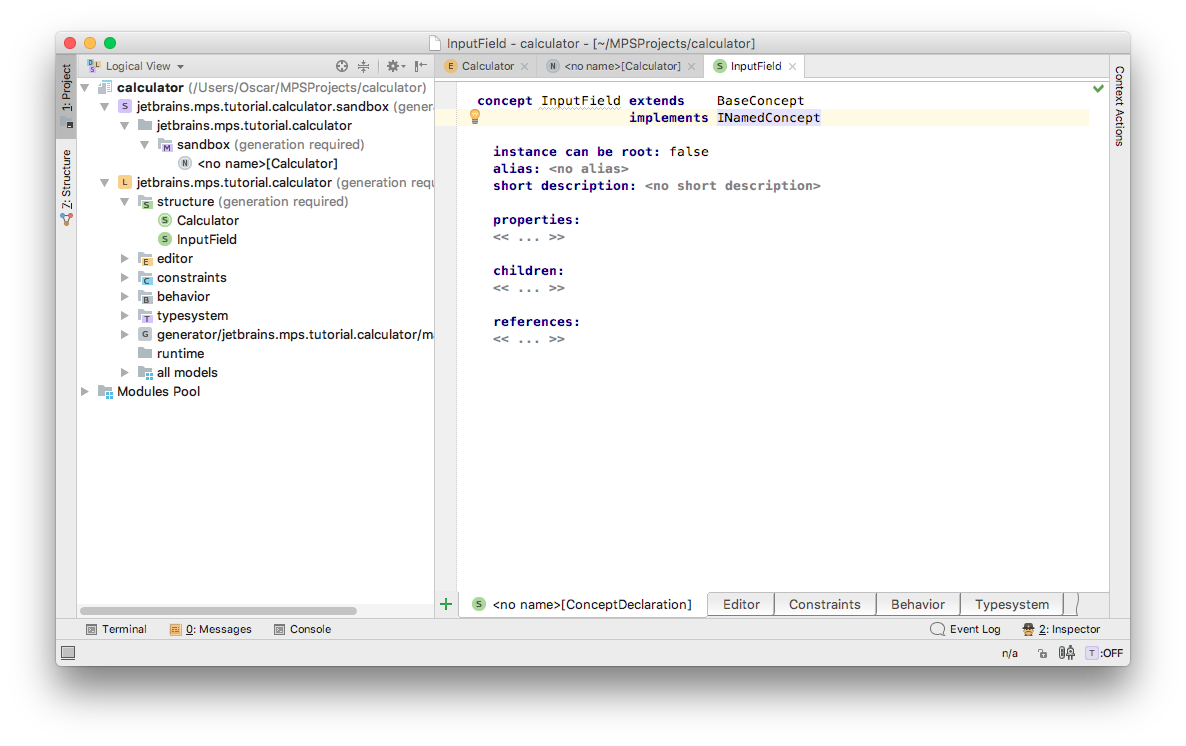 InputField - calculator - [~/MPSProjects/calculator]
1: Project
Z: Structure
Logical View
calculator (/Users/Oscar/MPSProjects/calculator)
S jetbrains.mps.tutorial.calculator.sandbox (gener
jetbrains.mps.tutorial.calculator
M sandbox (generation required)
N <no name>[Calculator]
L jetbrains.mps.tutorial.calculator (generation requ
S structure (generation required)
S Calculator
S InputField
E editor
C constraints
B behavior
T typesystem
G generator/jetbrains.mps.tutorial.calculator/m
runtime
all models
Modules Pool
E Calculator
N <no name>[Calculator]
S InputField
concept InputField extends BaseConcept
implements INamedConcept
instance can be root: false
alias: <no alias>
short description: <no short description>
properties:
<< ... >>
children:
<< ... >>
references:
<< ... >>
Context Actions
S <no name>[ConceptDeclaration]
Editor
Constraints
Behavior
Typesystem
Terminal
0: Messages
Console
Event Log
2: Inspector
n/a
T :OFF